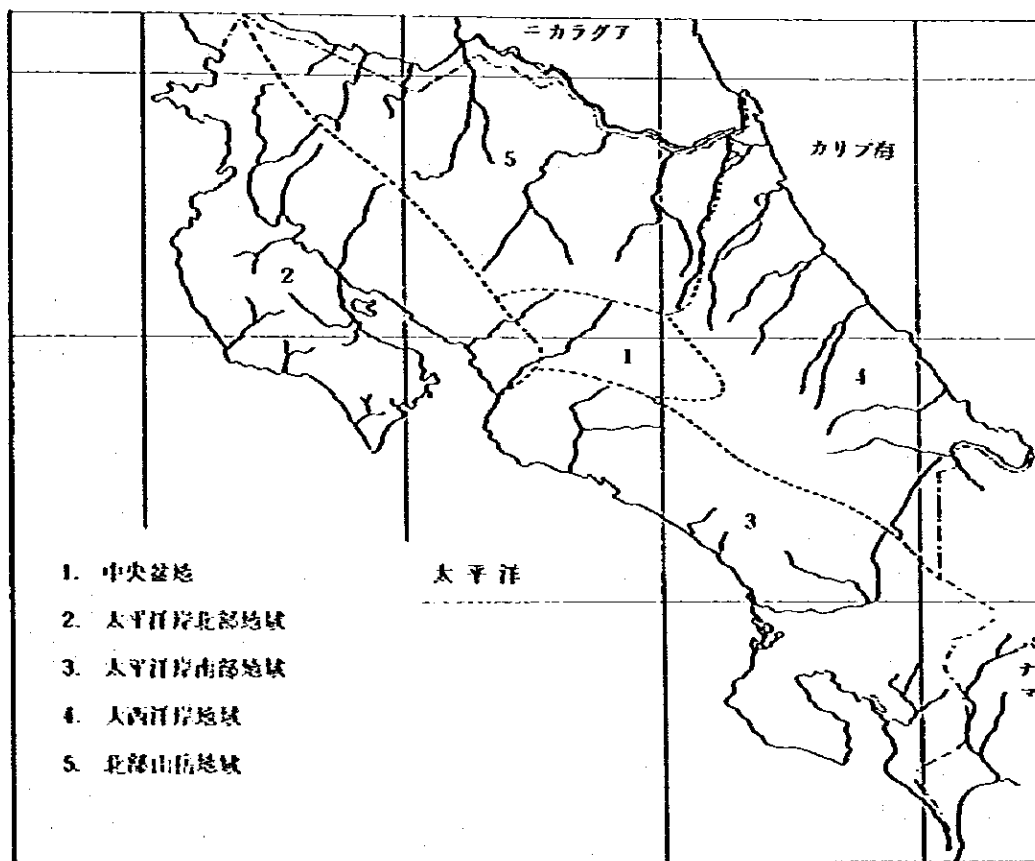 ニカラグア
カリブ海
5
2
1
4
3
太平洋
1. 中央盆地
2. 太平洋岸北部地域
3. 太平洋岸南部地域
4. 大西洋岸地域
5. 北部山岳地域